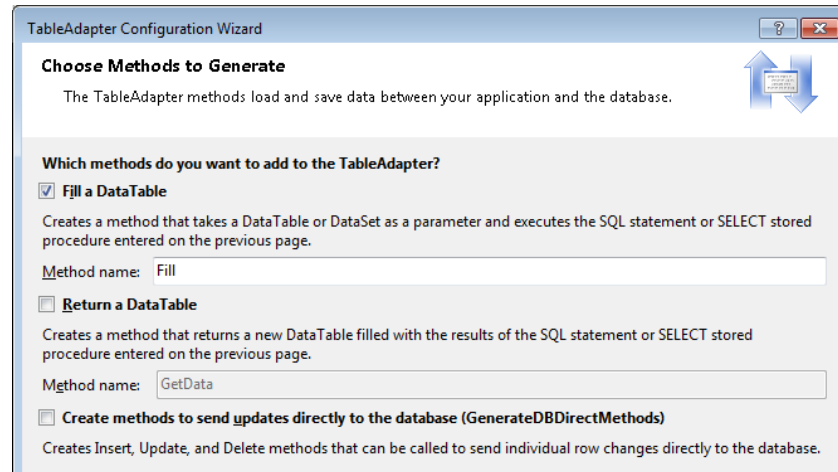 TableAdapter Configuration Wizard
Choose Methods to Generate
The TableAdapter methods load and save data between your application and the database.
Which methods do you want to add to the TableAdapter?
Fill a DataTable
Creates a method that takes a DataTable or DataSet as a parameter and executes the SQL statement or SELECT stored
procedure entered on the previous page.
Method name: Fill
Return a DataTable
Creates a method that returns a new DataTable filled with the results of the SQL statement or SELECT stored
procedure entered on the previous page.
Method name: GetData
Create methods to send updates directly to the database (GenerateDBDirectMethods)
Creates Insert, Update, and Delete methods that can be called to send individual row changes directly to the database.